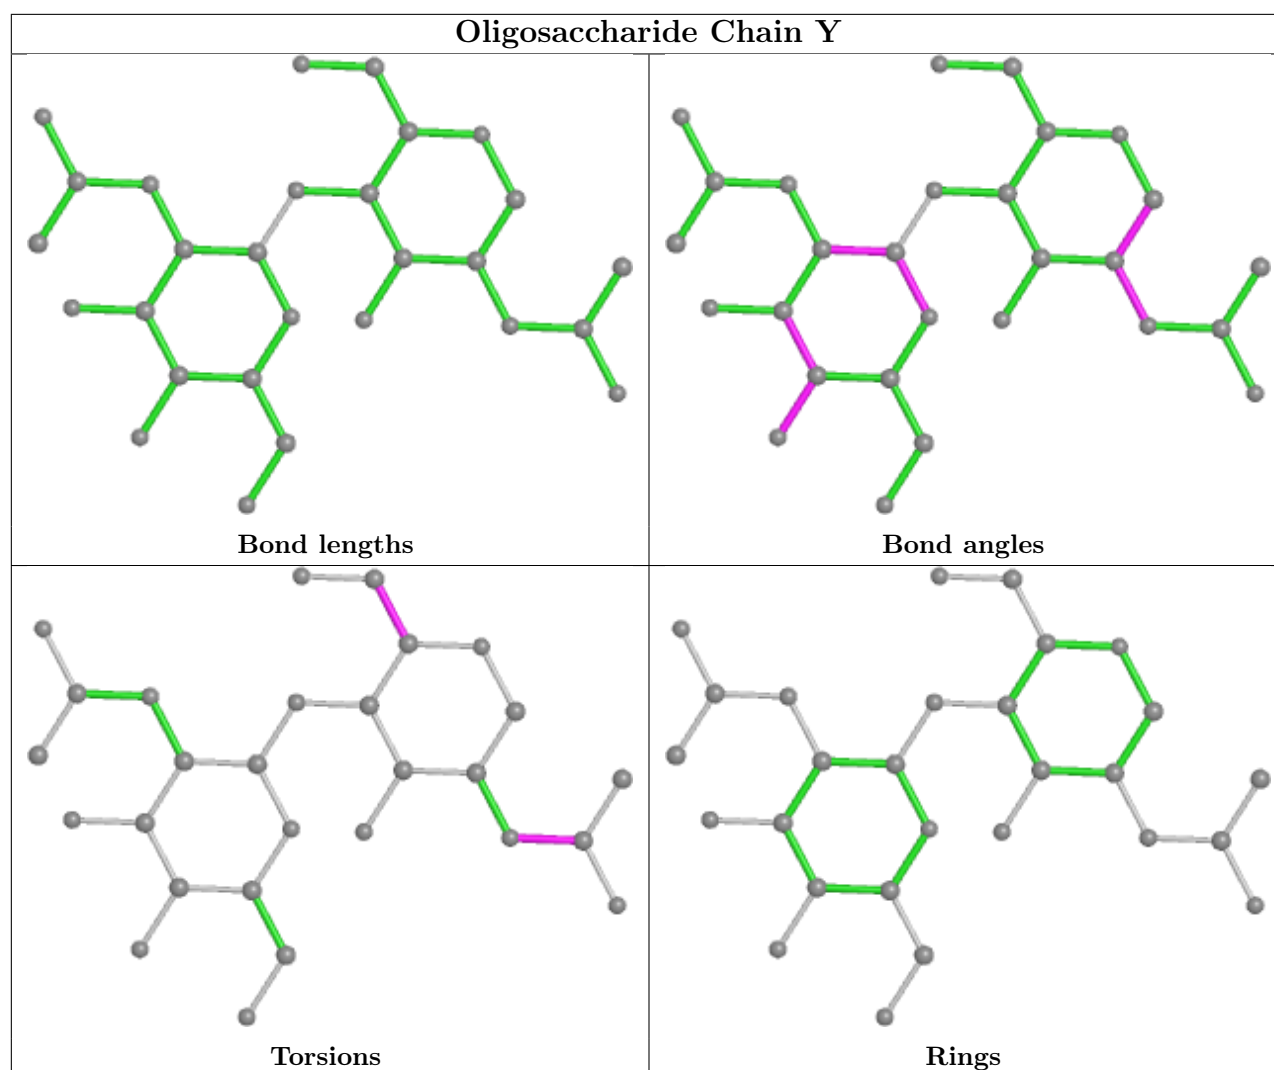 Oligosaccharide Chain Y
Bond lengths
Bond angles
Torsions
Rings